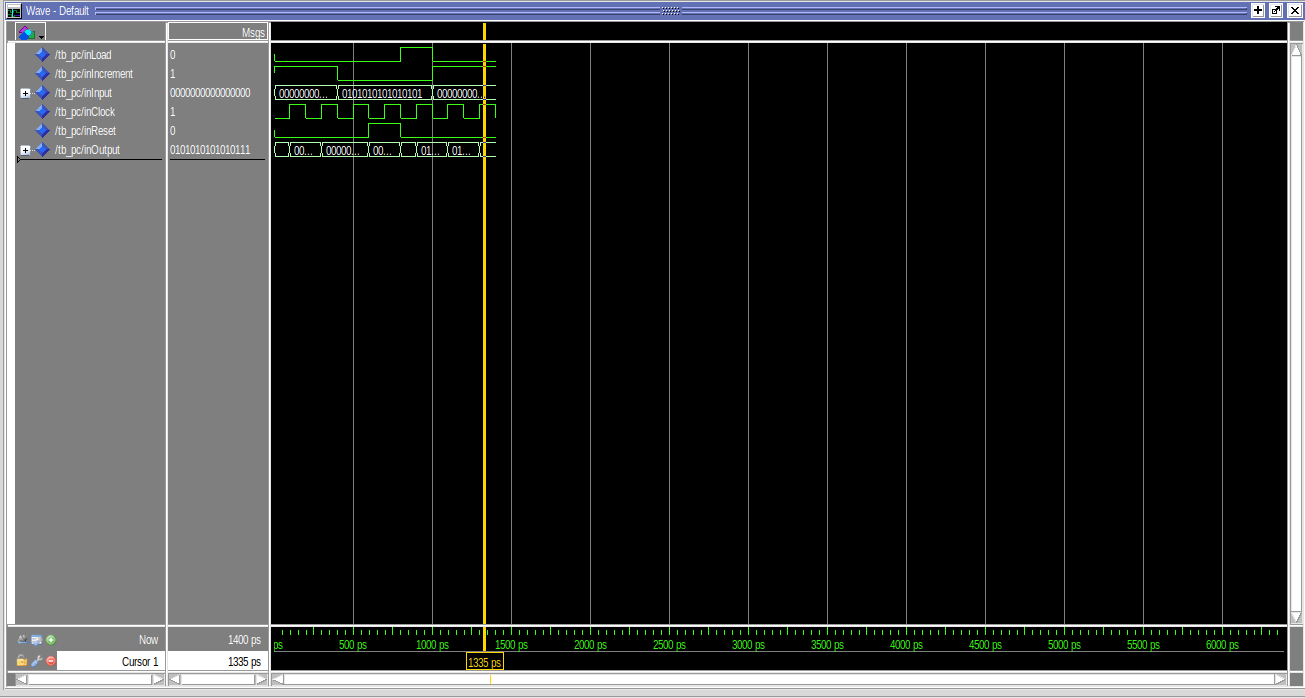 Wave - Default
Msgs
/tb_pc/inLoad 0
/tb_pc/inIncrement 1
/tb_pc/inInput 0000000000000000 00000000... 0101010101010101 00000000...
/tb_pc/inClock 1
/tb_pc/inReset 0
/tb_pc/inOutput 0101010101010111 00... 00000... 00... 01... 01...
Now 1400 ps ps 500 ps 1000 ps 1500 ps 2000 ps 2500 ps 3000 ps 3500 ps 4000 ps 4500 ps 5000 ps 5500 ps 6000 ps
Cursor 1 1335 ps 1335 ps